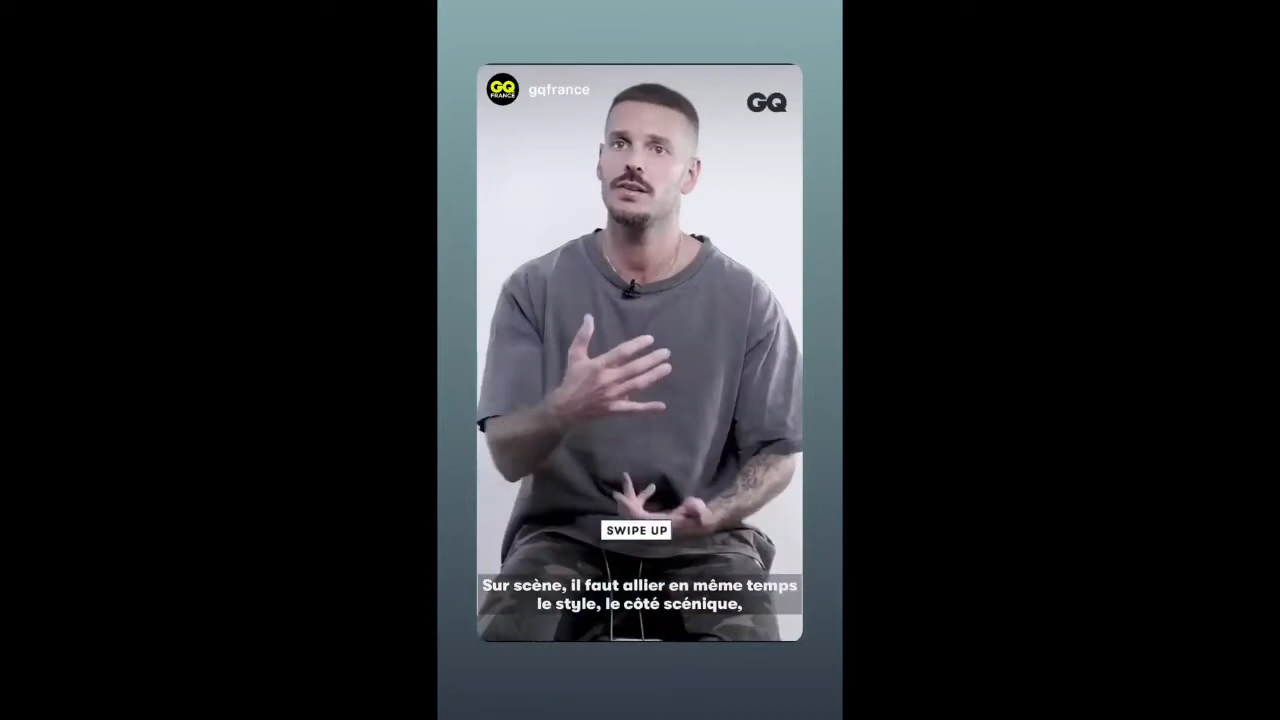 GQ
FRANCE
gqfrance
GQ
SWIPE UP
Sur scène, il faut allier en même temps
le style, le côté scénique,